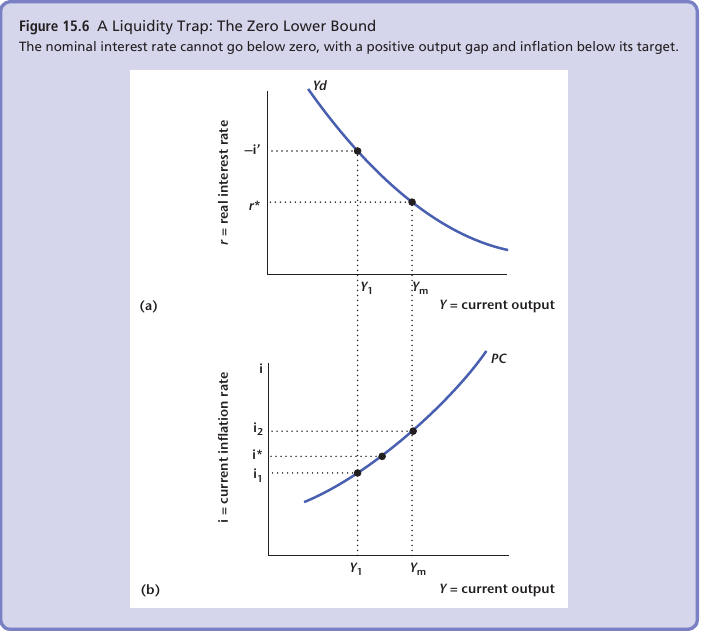 Figure 15.6 A Liquidity Trap: The Zero Lower Bound
The nominal interest rate cannot go below zero, with a positive output gap and inflation below its target.
Yd
r = real interest rate
–i′
r*
Y1
Ym
(a)
Y = current output
i
PC
i = current inflation rate
i2
i*
i1
Y1
Ym
(b)
Y = current output